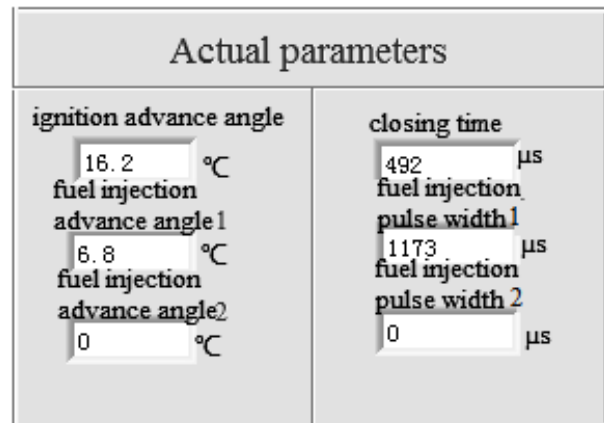 Actual parameters
ignition advance angle
16.2 ℃
fuel injection
advance angle1
6.8 ℃
fuel injection
advance angle2
0 ℃
closing time
492 μs
fuel injection
pulse width1
1173 μs
fuel injection
pulse width 2
0 μs